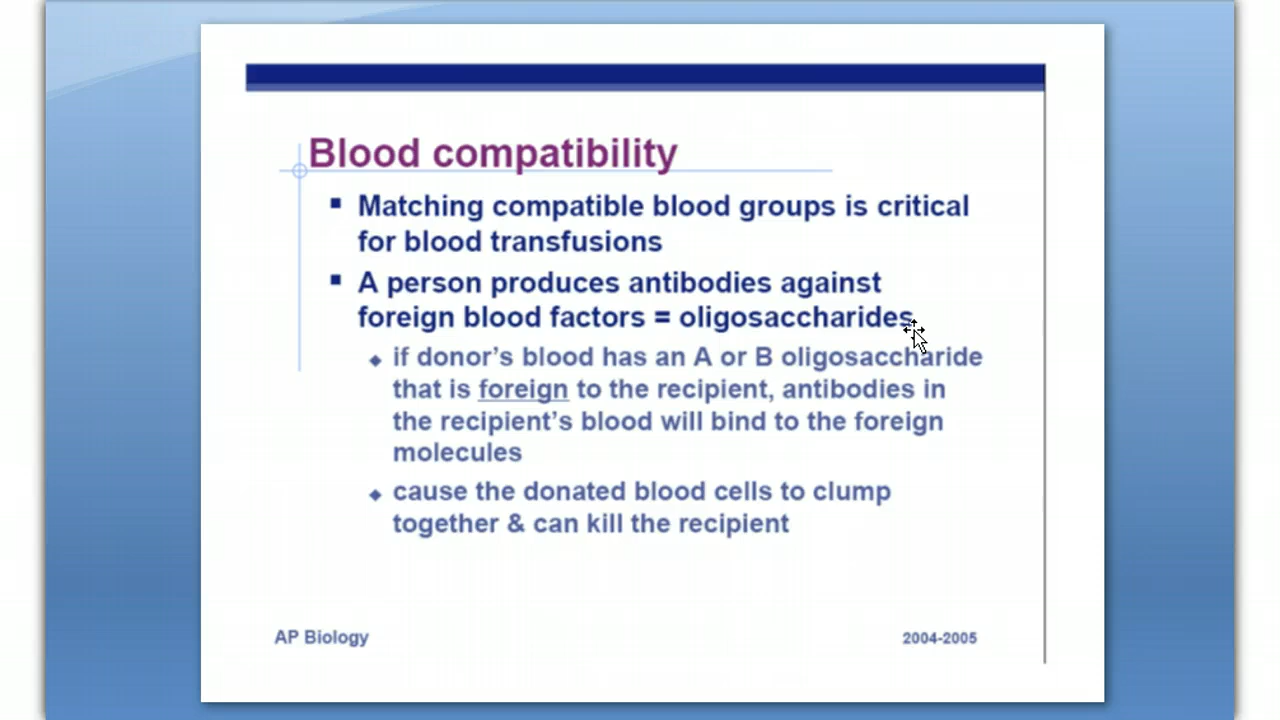 Blood compatibility
▪ Matching compatible blood groups is critical
for blood transfusions
▪ A person produces antibodies against
foreign blood factors = oligosaccharides
◆ if donor's blood has an A or B oligosaccharide
that is foreign to the recipient, antibodies in
the recipient's blood will bind to the foreign
molecules
◆ cause the donated blood cells to clump
together & can kill the recipient
AP Biology
2004-2005